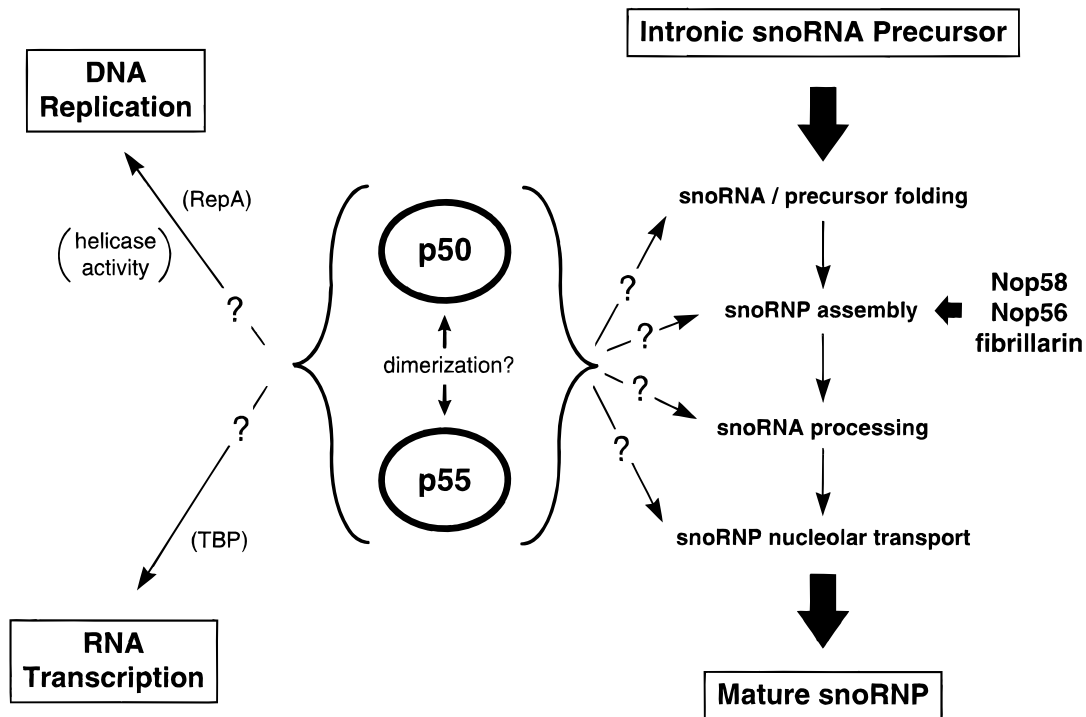 DNA
Replication
(RepA)
(helicase
activity)
?
?
(TBP)
RNA
Transcription
p50
dimerization?
p55
Intronic snoRNA Precursor
snoRNA / precursor folding
?
snoRNP assembly
?
Nop58
Nop56
fibrillarin
?
snoRNA processing
?
snoRNP nucleolar transport
Mature snoRNP